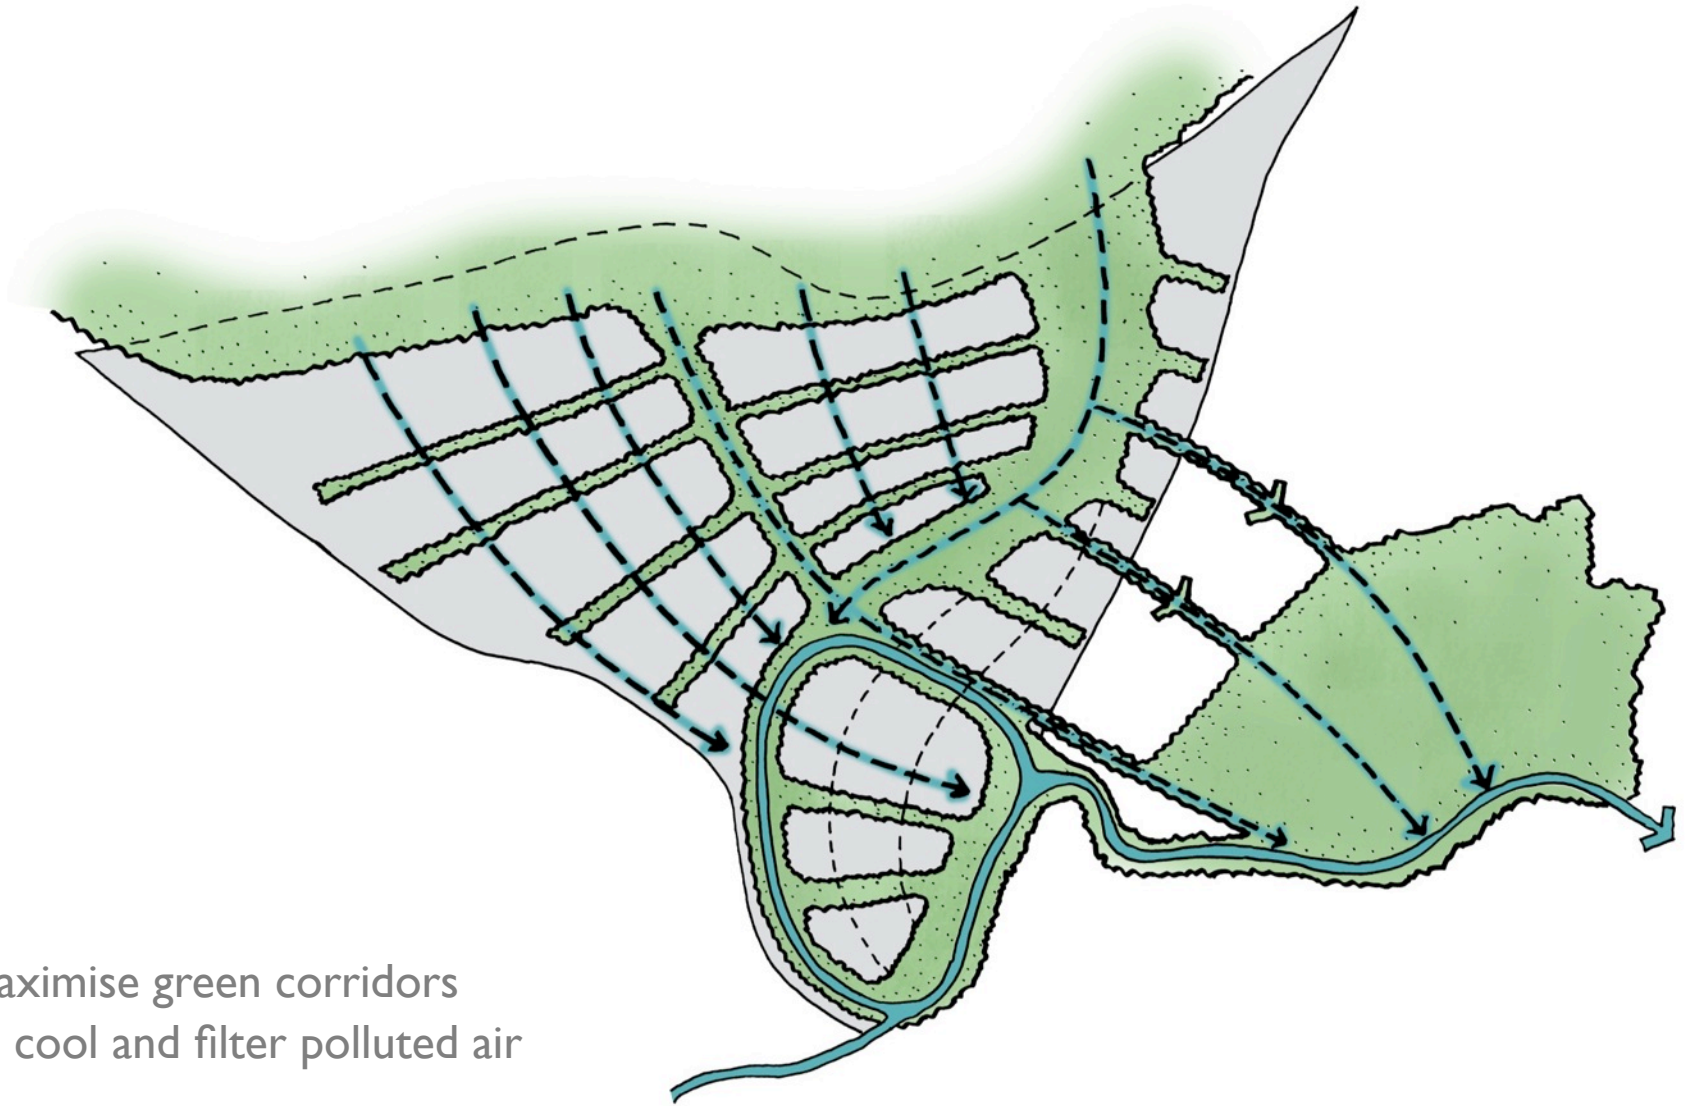 aximise green corridors
cool and filter polluted air